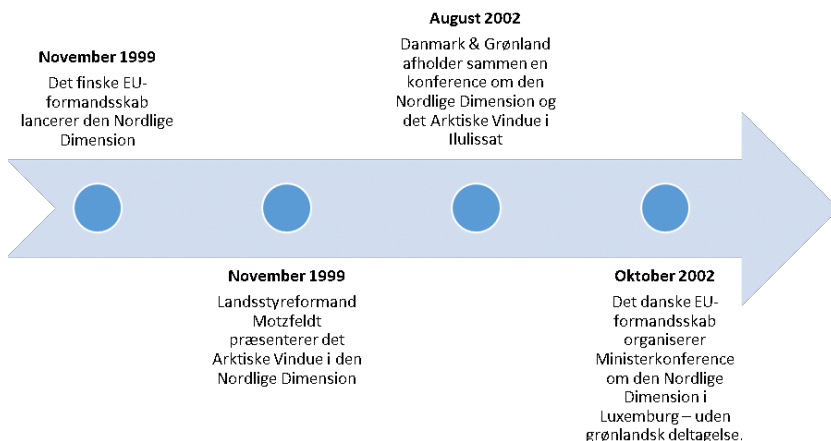 November 1999
Det finske EU-
formandsskab
lancerer den Nordlige
Dimension
November 1999
Landsstyreformand
Motzfeldt
præsenterer det
Arktiske Vindue i den
Nordlige Dimension
August 2002
Danmark & Grønland
afholder sammen en
konference om den
Nordlige Dimension og
det Arktiske Vindue i
Ilulissat
Oktober 2002
Det danske EU-
formandsskab
organiserer
Ministerkonference
om den Nordlige
Dimension i
Luxemburg – uden
grønlandsk deltagelse.